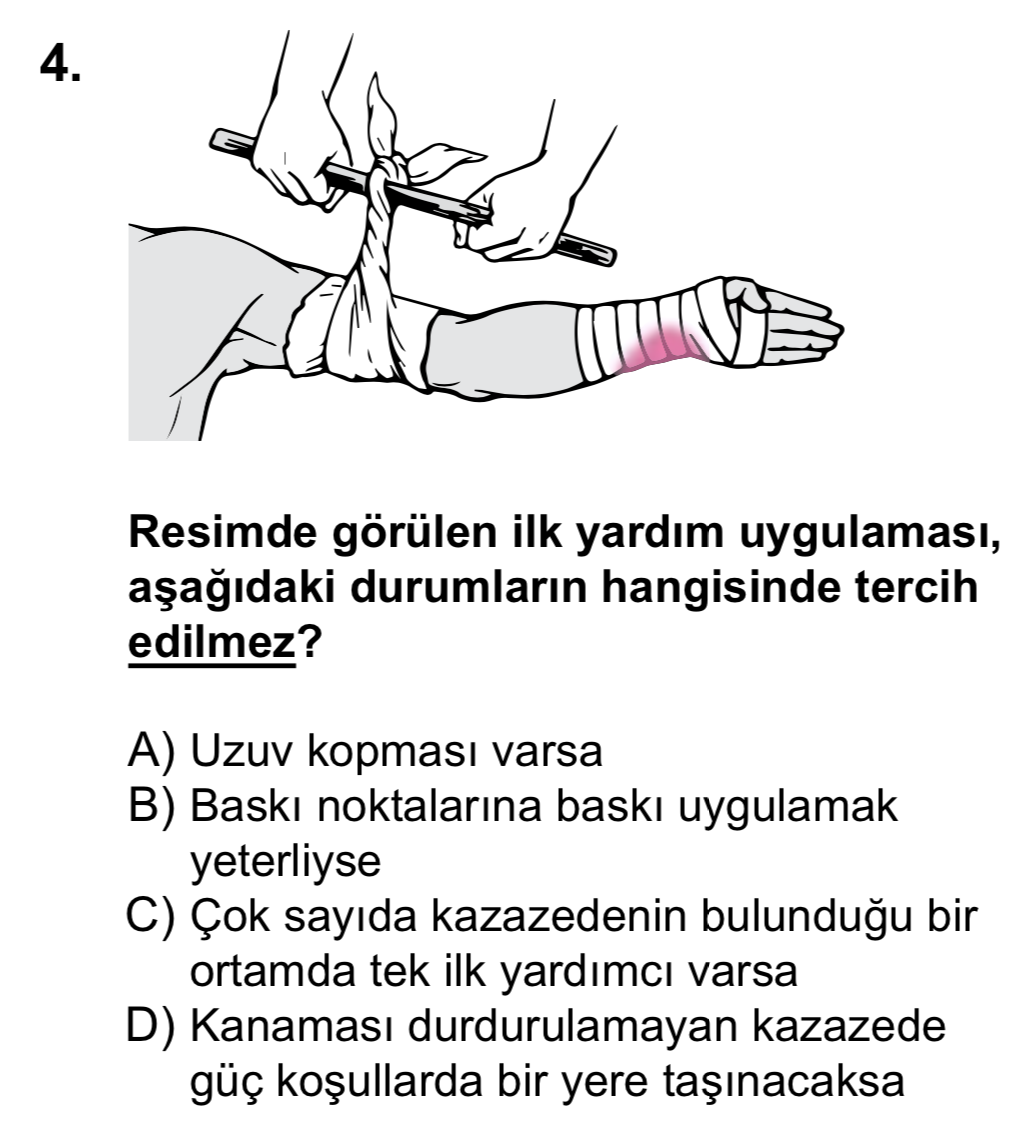 4.
Resimde görülen ilk yardım uygulaması,
aşağıdaki durumların hangisinde tercih
edilmez?
A) Uzuv kopması varsa
B) Baskı noktalarına baskı uygulamak
yeterliyse
C) Çok sayıda kazazedenin bulunduğu bir
ortamda tek ilk yardımcı varsa
D) Kanaması durdurulamayan kazazede
güç koşullarda bir yere taşınacaksa